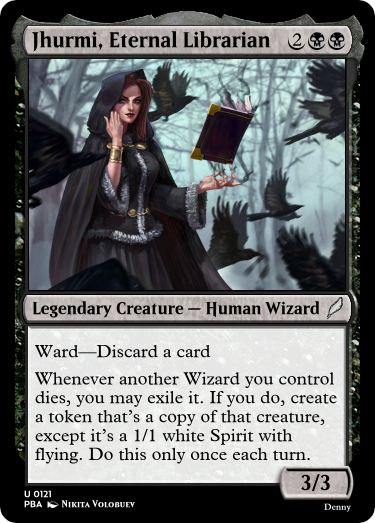 Jhurmi, Eternal Librarian 2
Legendary Creature — Human Wizard
Ward—Discard a card
Whenever another Wizard you control
dies, you may exile it. If you do, create
a token that's a copy of that creature,
except it's a 1/1 white Spirit with
flying. Do this only once each turn.
3/3
U 0121
PBA Nikita Volobuev
Denny